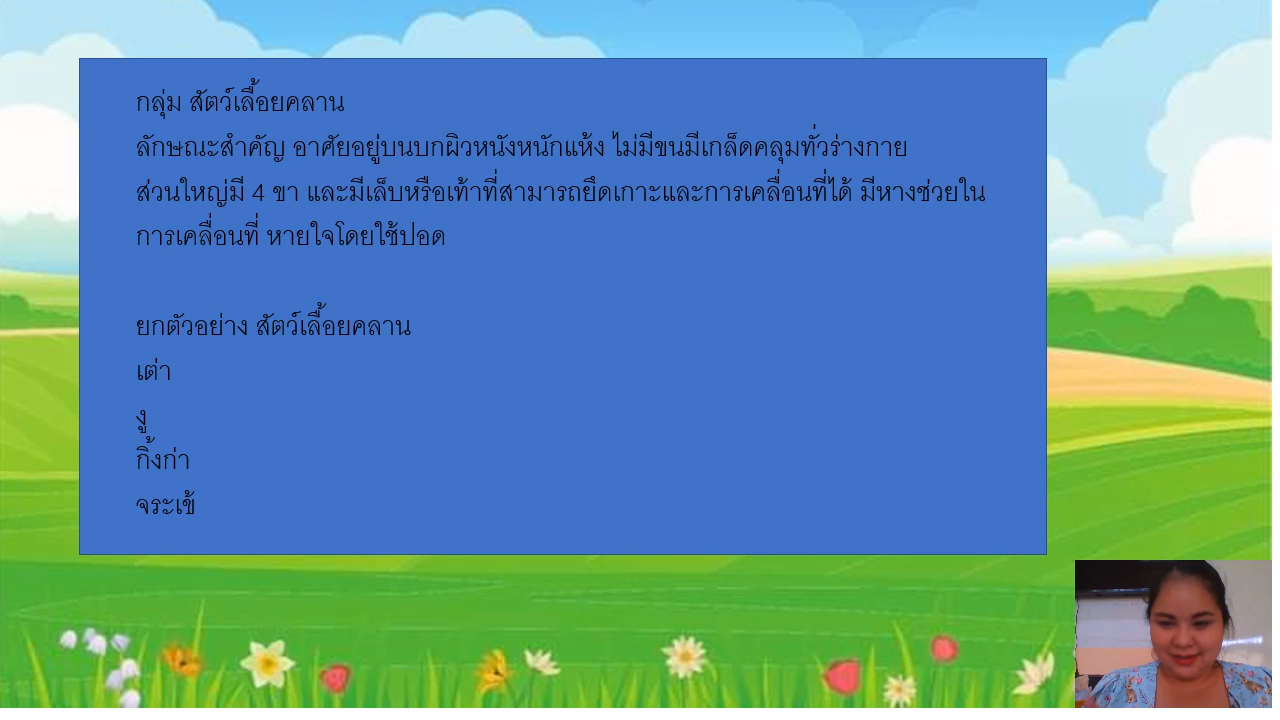 กลุ่ม สัตว์เลื้อยคลาน
ลักษณะสำคัญ อาศัยอยู่บนบกผิวหนังหนักแห้ง ไม่มีขนมีเกล็ดคลุมทั่วร่างกาย
ส่วนใหญ่มี 4 ขา และมีเล็บหรือเท้าที่สามารถยึดเกาะและการเคลื่อนที่ได้ มีหางช่วยใน
การเคลื่อนที่ หายใจโดยใช้ปอด
ยกตัวอย่าง สัตว์เลื้อยคลาน
เต่า
งู
กิ้งก่า
จระเข้